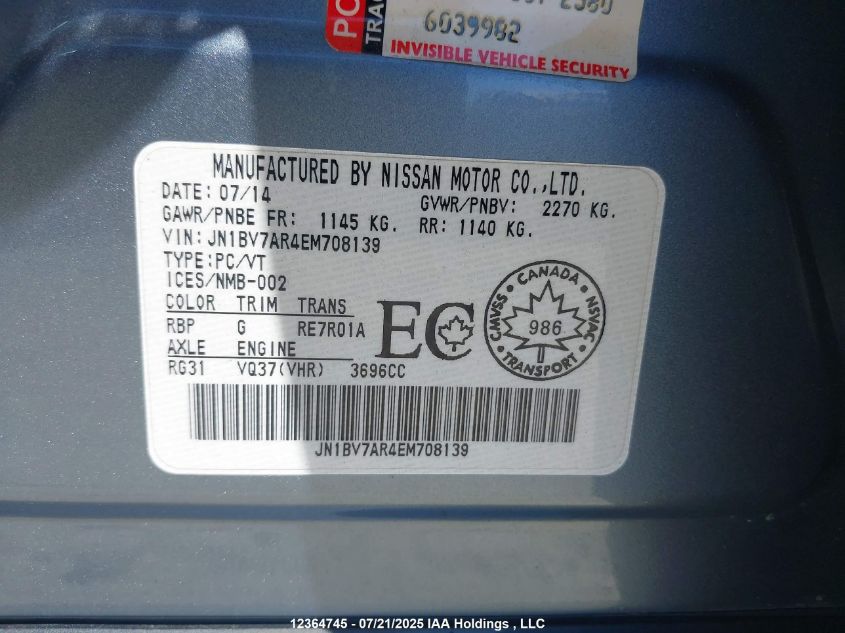 PO
TRAC
6039982
INVISIBLE VEHICLE SECURITY
MANUFACTURED BY NISSAN MOTOR CO.,LTD.
DATE: 07/14 GVWR/PNBV: 2270 KG.
GAWR/PNBE FR: 1145 KG. RR: 1140 KG.
VIN: JN1BV7AR4EM708139
TYPE:PC/VT
ICES/NMB-002
COLOR TRIM TRANS
RBP G RE7R01A
AXLE ENGINE
RG31 VQ37(VHR) 3696CC
EC
CANADA
CMVSS
NSVAC
986
TRANSPORT
JN1BV7AR4EM708139
12364745 - 07/21/2025 IAA Holdings , LLC